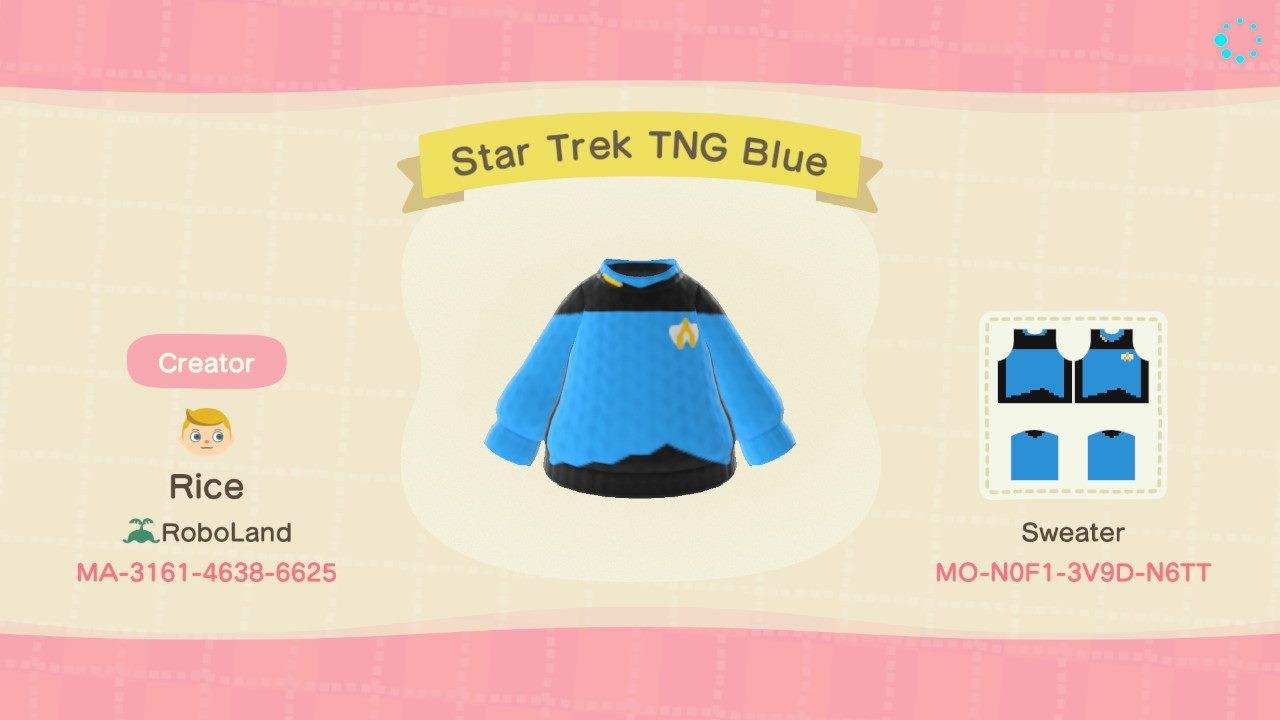 Star Trek TNG Blue
Creator
Rice
RoboLand
MA-3161-4638-6625
Sweater
MO-N0F1-3V9D-N6TT